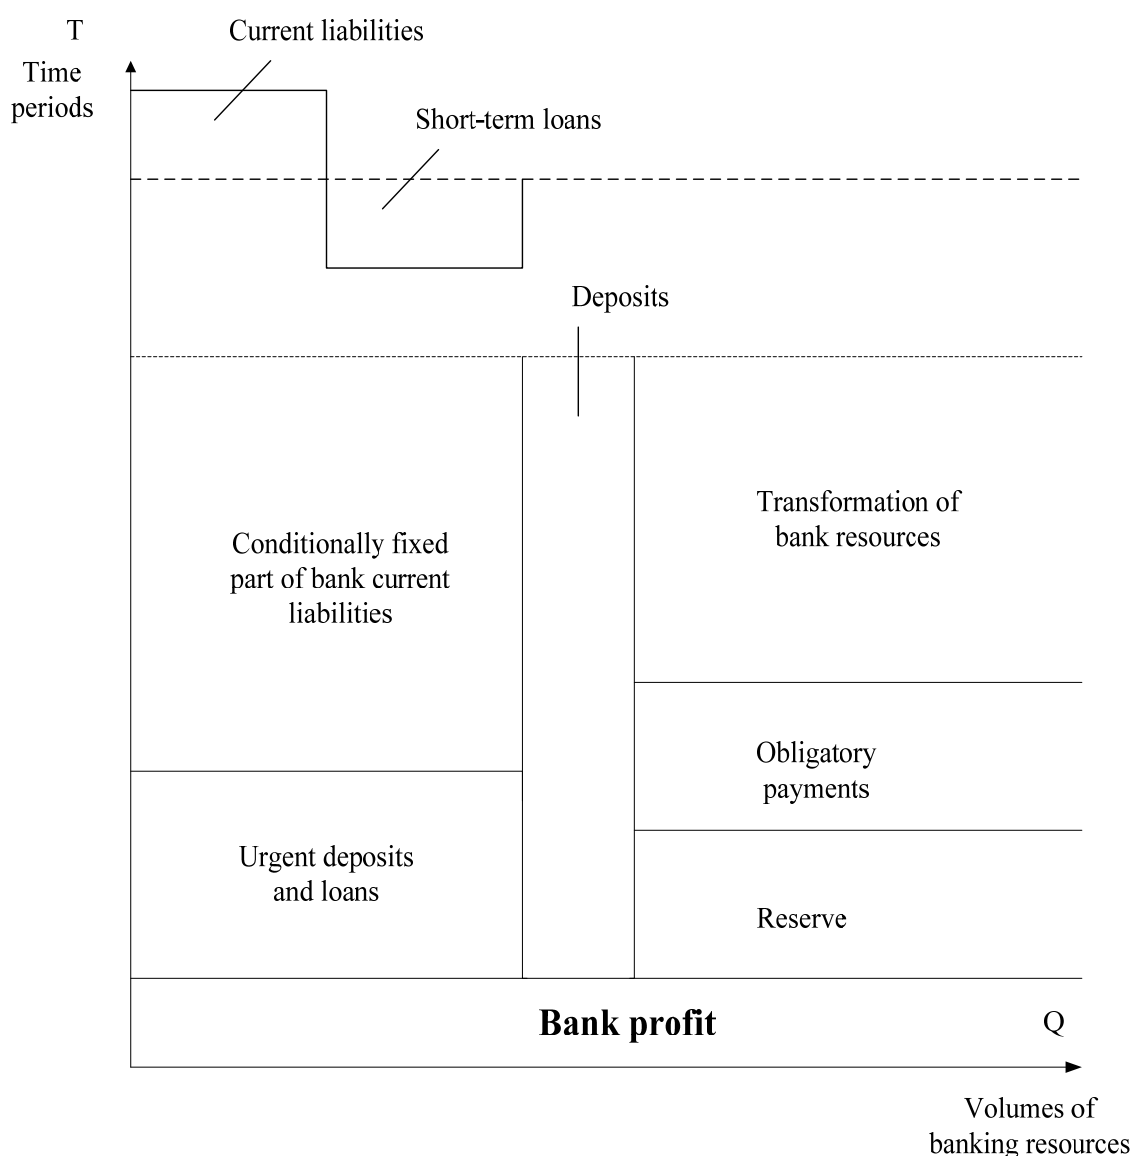 T
Time
periods
Current liabilities
Short-term loans
Deposits
Conditionally fixed
part of bank current
liabilities
Transformation of
bank resources
Obligatory
payments
Urgent deposits
and loans
Reserve
Bank profit
Q
Volumes of
banking resources